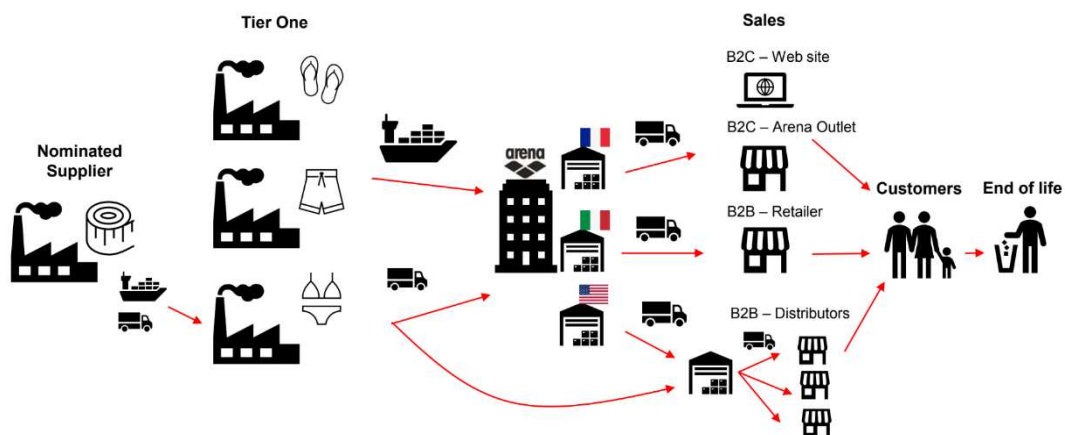 Tier One
Sales
B2C – Web site
B2C – Arena Outlet
Nominated
Supplier
arena
Customers
End of life
B2B – Retailer
B2B – Distributors